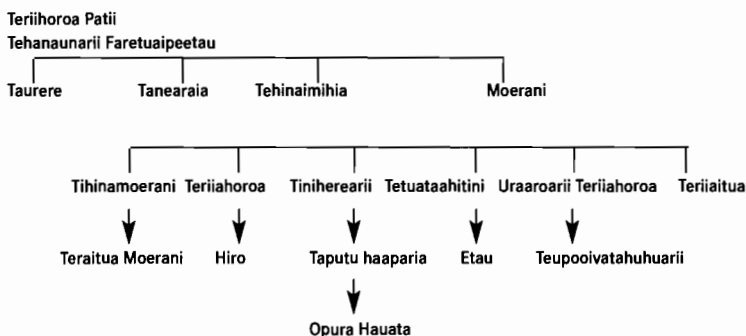 Teriihoroa Patii
Tehanaunarii Faretuaipeetau
Taurere Tanearaia Tehinaimihia Moerani
Tihinamoerani Teriiahoroa Tiniherearii Tetuataahitini Uraaroarii Teriiahoroa Teriiaitua
Teraitua Moerani Hiro Taputu haaparia Etau Teupooivatahuhuarii
Opura Hauata